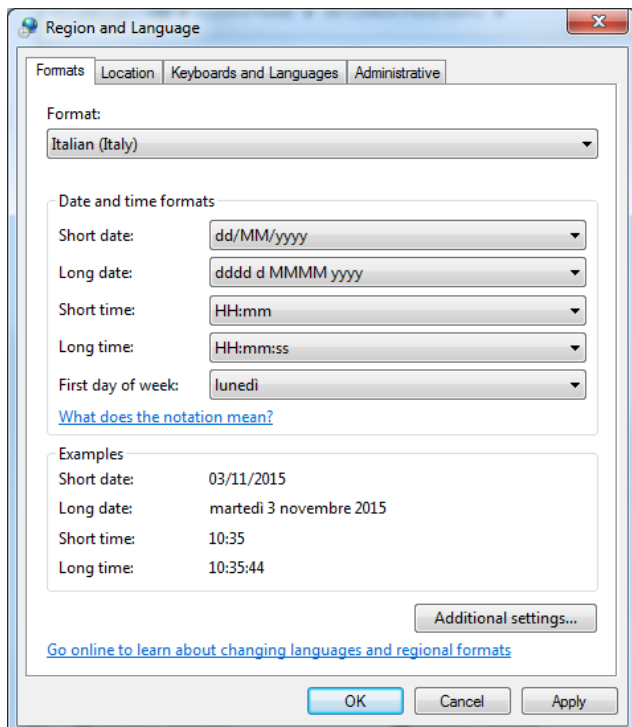 Region and Language
Formats Location Keyboards and Languages Administrative
Format:
Italian (Italy)
Date and time formats
Short date: dd/MM/yyyy
Long date: dddd d MMMM yyyy
Short time: HH:mm
Long time: HH:mm:ss
First day of week: lunedì
What does the notation mean?
Examples
Short date: 03/11/2015
Long date: martedì 3 novembre 2015
Short time: 10:35
Long time: 10:35:44
Additional settings...
Go online to learn about changing languages and regional formats
OK Cancel Apply